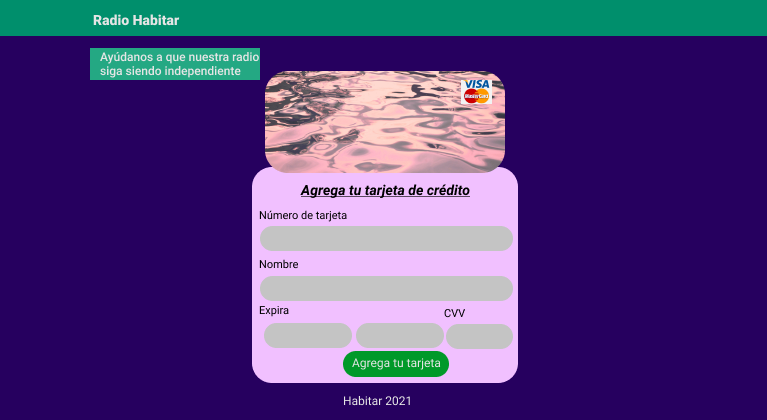 Radio Habitar
Ayúdanos a que nuestra radio
siga siendo independiente
VISA
MasterCard
Agrega tu tarjeta de crédito
Número de tarjeta
Nombre
Expira
CVV
Agrega tu tarjeta
Habitar 2021